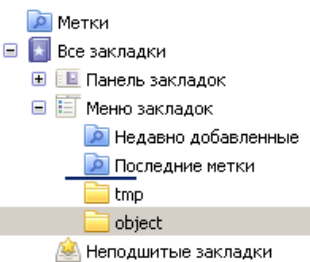 Метки
Все закладки
Панель закладок
Меню закладок
Недавно добавленные
Последние метки
tmp
object
Неподшитые закладки